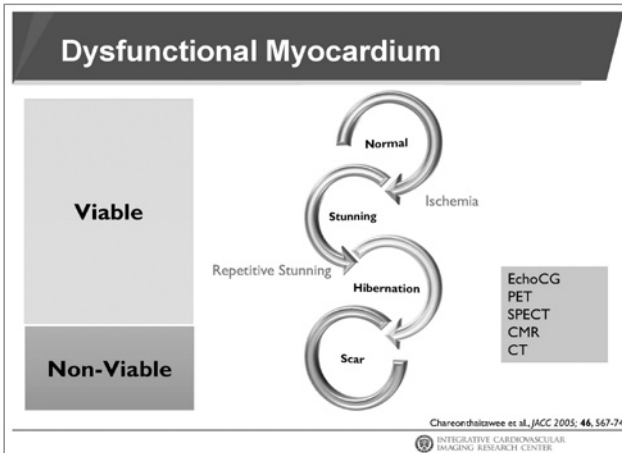 Dysfunctional Myocardium
Viable
Non-Viable
Normal
Ischemia
Stunning
Repetitive Stunning
Hibernation
Scar
EchoCG
PET
SPECT
CMR
CT
Chareonthaitawee et al., JACC 2005; 46, 567-74
INTEGRATIVE CARDIOVASCULAR
IMAGING RESEARCH CENTER